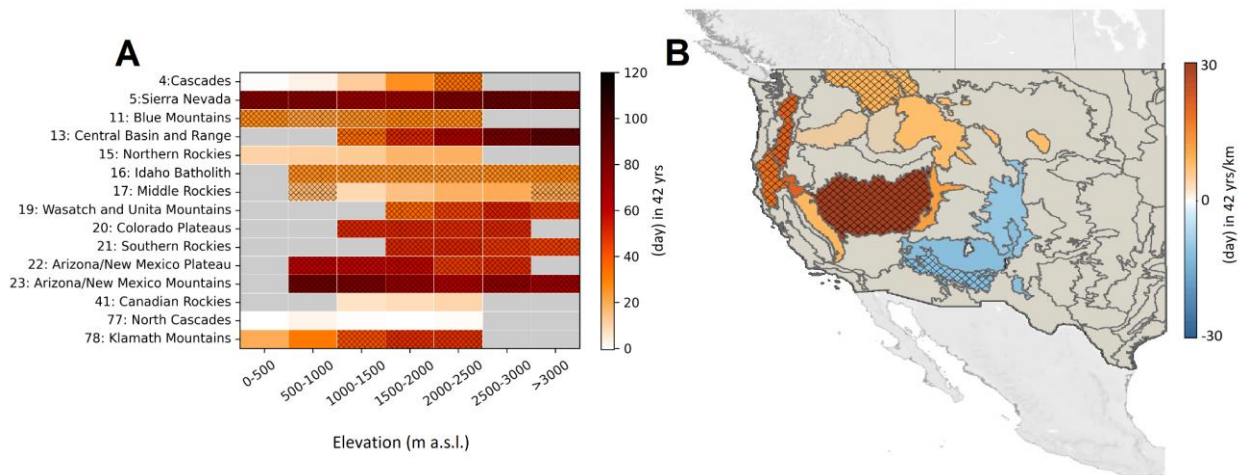 A
4:Cascades
5:Sierra Nevada
11: Blue Mountains
13: Central Basin and Range
15: Northern Rockies
16: Idaho Batholith
17: Middle Rockies
19: Wasatch and Unita Mountains
20: Colorado Plateaus
21: Southern Rockies
22: Arizona/New Mexico Plateau
23: Arizona/New Mexico Mountains
41: Canadian Rockies
77: North Cascades
78: Klamath Mountains
0-500
500-1000
1000-1500
1500-2000
2000-2500
2500-3000
>3000
Elevation (m a.s.l.)
120
100
80
60
40
20
0
(day) in 42 yrs
B
30
0
-30
(day) in 42 yrs/km